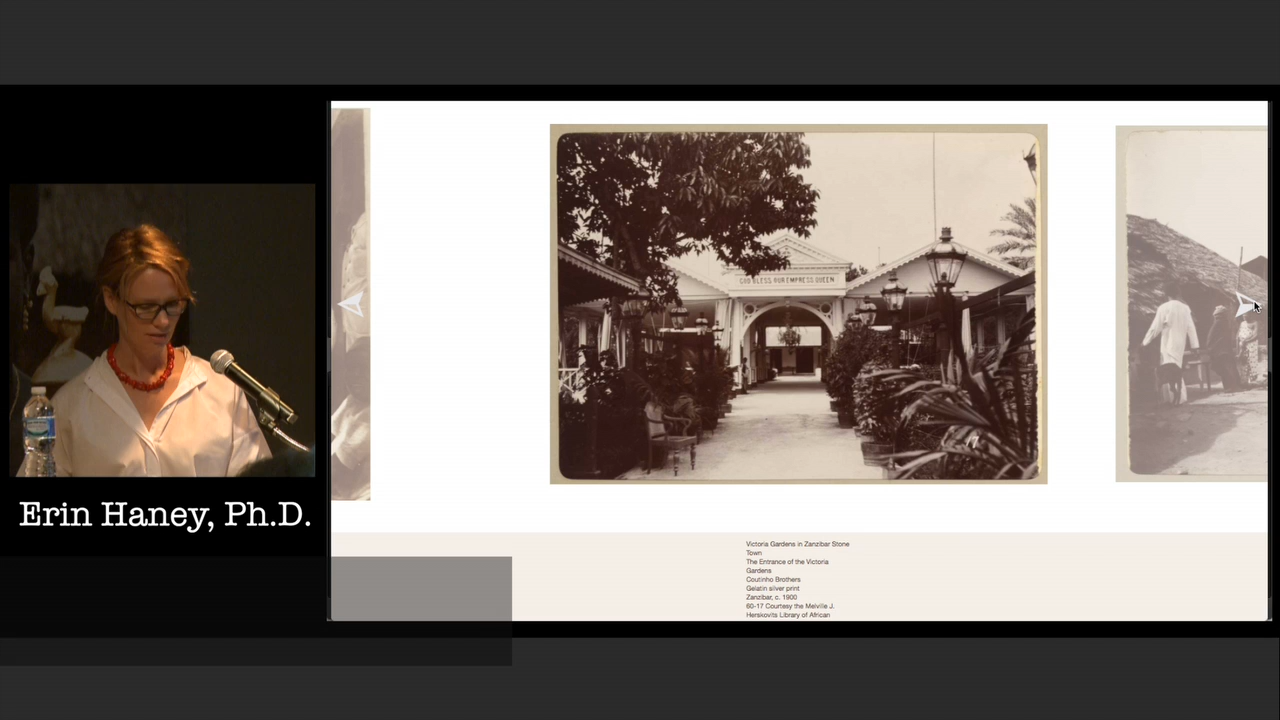 GOD BLESS OUR EMPRESS QUEEN
Erin Haney, Ph.D.
Victoria Gardens in Zanzibar Stone
Town
The Entrance of the Victoria
Gardens
Coutinho Brothers
Gelatin silver print
Zanzibar, c. 1900
60-17 Courtesy the Melville J.
Herskovits Library of African